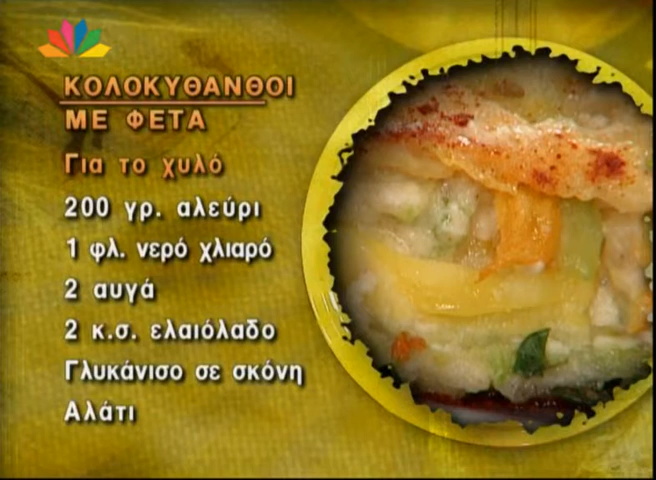 ΚΟΛΟΚΥΘΑΝΘΟΙ
ΜΕ ΦΕΤΑ
Για το χυλό
200 γρ. αλεύρι
1 φλ. νερό χλιαρό
2 αυγά
2 κ.σ. ελαιόλαδο
Γλυκάνισο σε σκόνη
Αλάτι